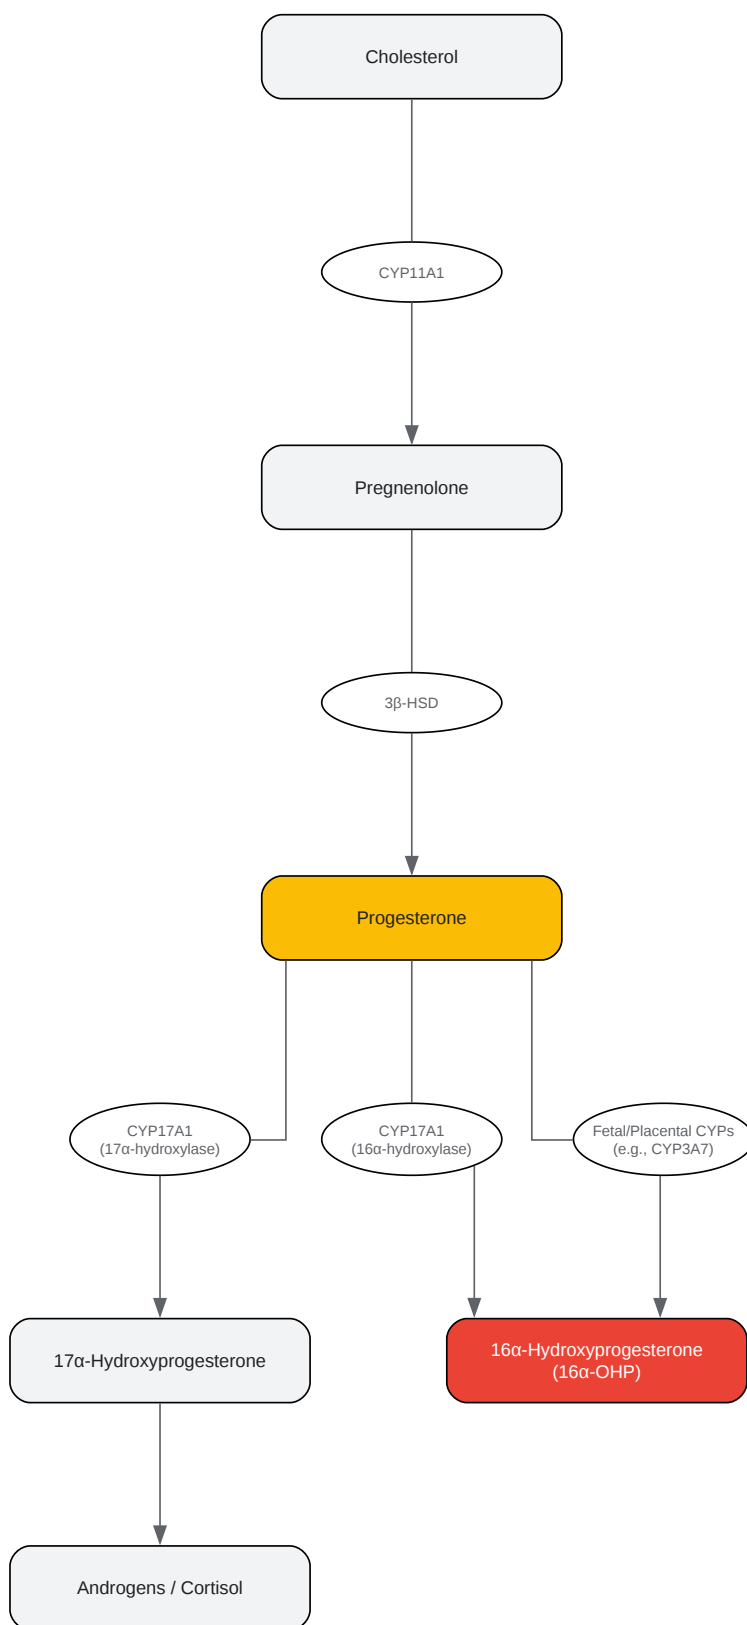 Cholesterol
CYP11A1
Pregnenolone
3β-HSD
Progesterone
CYP17A1
(17α-hydroxylase)
CYP17A1
(16α-hydroxylase)
Fetal/Placental CYPs
(e.g., CYP3A7)
17α-Hydroxyprogesterone
16α-Hydroxyprogesterone
(16α-OHP)
Androgens / Cortisol